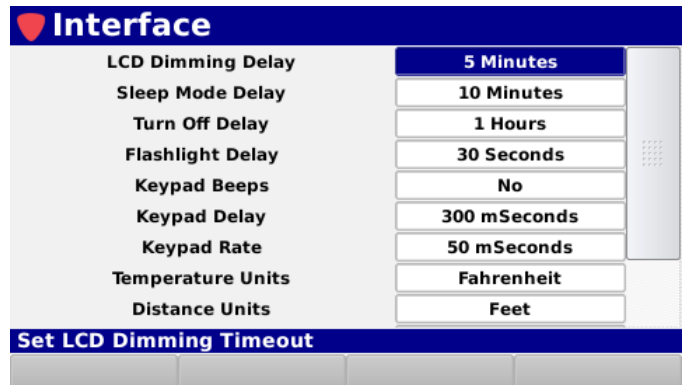 Interface
LCD Dimming Delay 5 Minutes
Sleep Mode Delay 10 Minutes
Turn Off Delay 1 Hours
Flashlight Delay 30 Seconds
Keypad Beeps No
Keypad Delay 300 mSeconds
Keypad Rate 50 mSeconds
Temperature Units Fahrenheit
Distance Units Feet
Set LCD Dimming Timeout